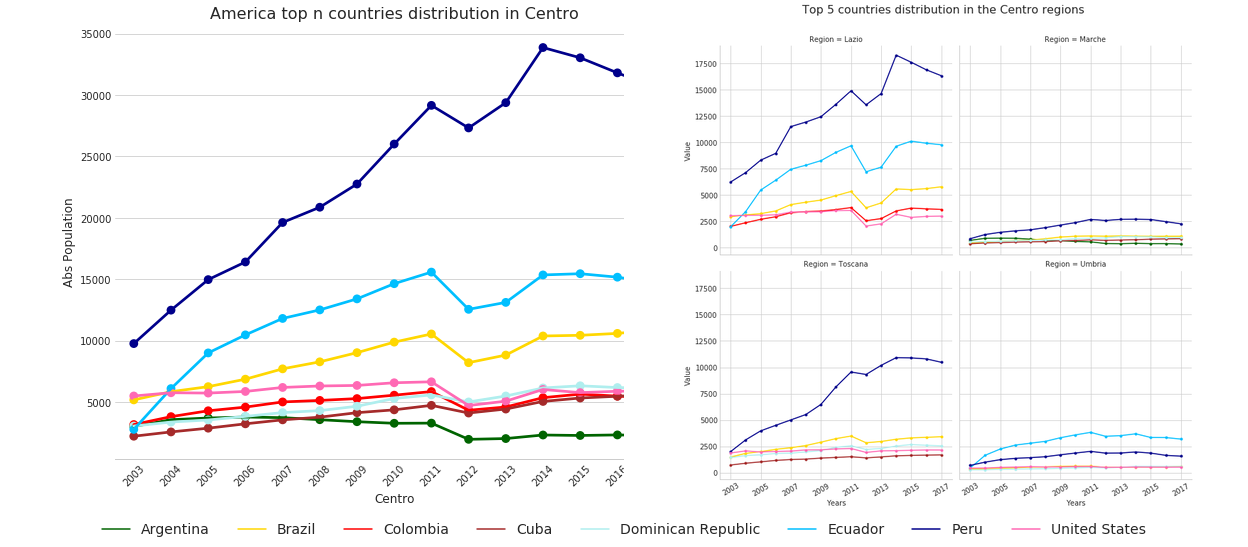 America top n countries distribution in Centro
35000
30000
25000
20000
15000
10000
5000
Abs Population
2003 2004 2005 2006 2007 2008 2009 2010 2011 2012 2013 2014 2015 2016
Centro
Top 5 countries distribution in the Centro regions
Region = Lazio
Region = Marche
17500
15000
12500
10000
7500
5000
2500
0
Value
Region = Toscana
Region = Umbria
17500
15000
12500
10000
7500
5000
2500
0
Value
2003 2005 2007 2009 2011 2013 2015 2017
Years
2003 2005 2007 2009 2011 2013 2015 2017
Years
Argentina Brazil Colombia Cuba Dominican Republic Ecuador Peru United States